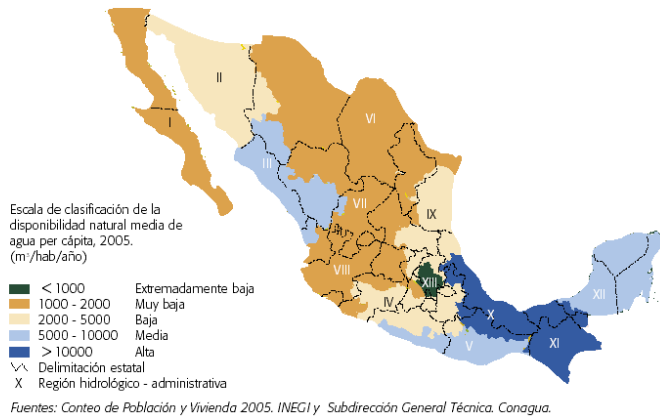 II
I
VI
III
IX
VII
VIII
XIII
IV
X
XII
V
XI
Escala de clasificación de la
disponibilidad natural media de
agua per cápita, 2005.
(m³/hab/año)
< 1000 Extremadamente baja
1000 - 2000 Muy baja
2000 - 5000 Baja
5000 - 10000 Media
> 10000 Alta
Delimitación estatal
X Región hidrológico - administrativa
Fuentes: Conteo de Población y Vivienda 2005. INEGI y Subdirección General Técnica. Conagua.